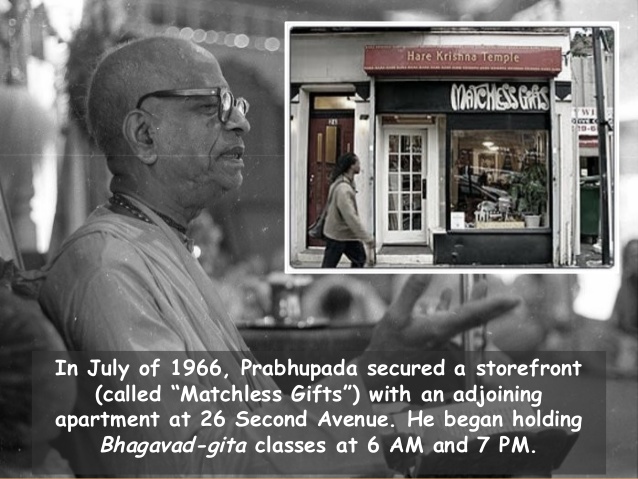 Hare Krishna Temple
MATCHLESS GIFTS
26
In July of 1966, Prabhupada secured a storefront
(called “Matchless Gifts”) with an adjoining
apartment at 26 Second Avenue. He began holding
Bhagavad-gita classes at 6 AM and 7 PM.